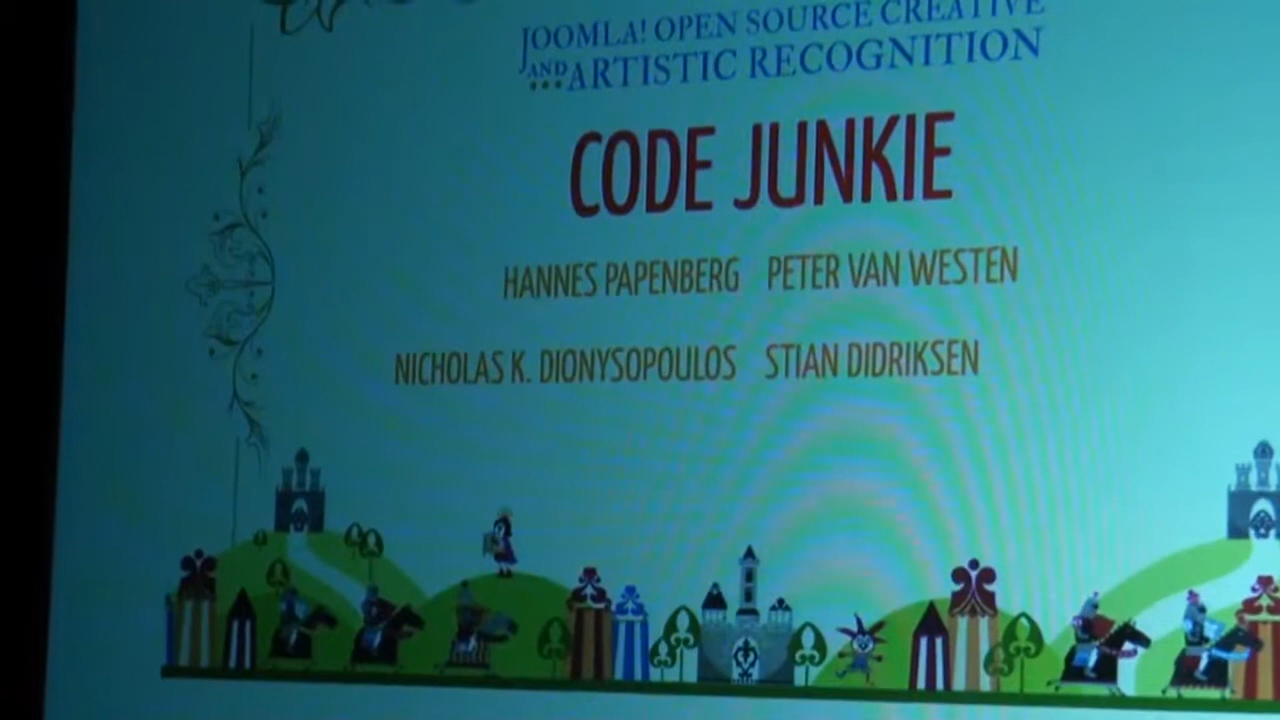 JOOMLA! OPEN SOURCE CREATIVE
AND ARTISTIC RECOGNITION
CODE JUNKIE
HANNES PAPENBERG PETER VAN WESTEN
NICHOLAS K. DIONYSOPOULOS STIAN DIDRIKSEN